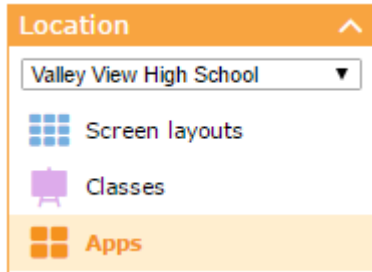 Location
Valley View High School
Screen layouts
Classes
Apps